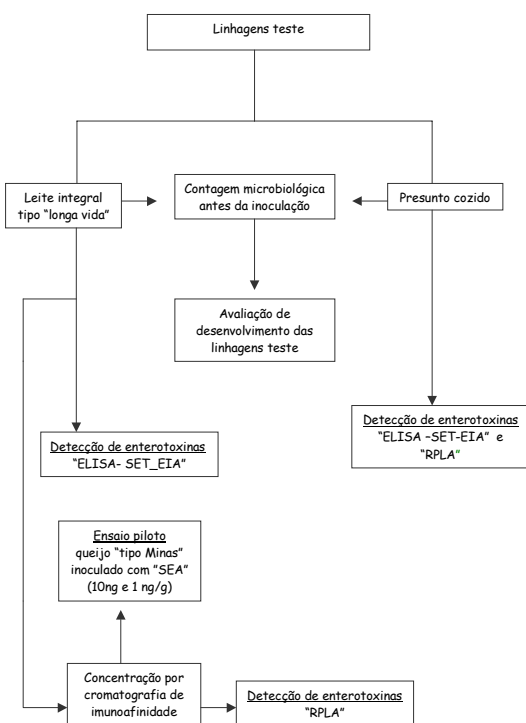 Linhagens teste
Leite integral
tipo "longa vida"
Contagem microbiológica
antes da inoculação
Presunto cozido
Avaliação de
desenvolvimento das
linhagens teste
Detecção de enterotoxinas
"ELISA- SET_EIA"
Detecção de enterotoxinas
"ELISA –SET-EIA" e
"RPLA"
Ensaio piloto
queijo "tipo Minas"
inoculado com "SEA"
(10ng e 1 ng/g)
Concentração por
cromatografia de
imunoafinidade
Detecção de enterotoxinas
"RPLA"